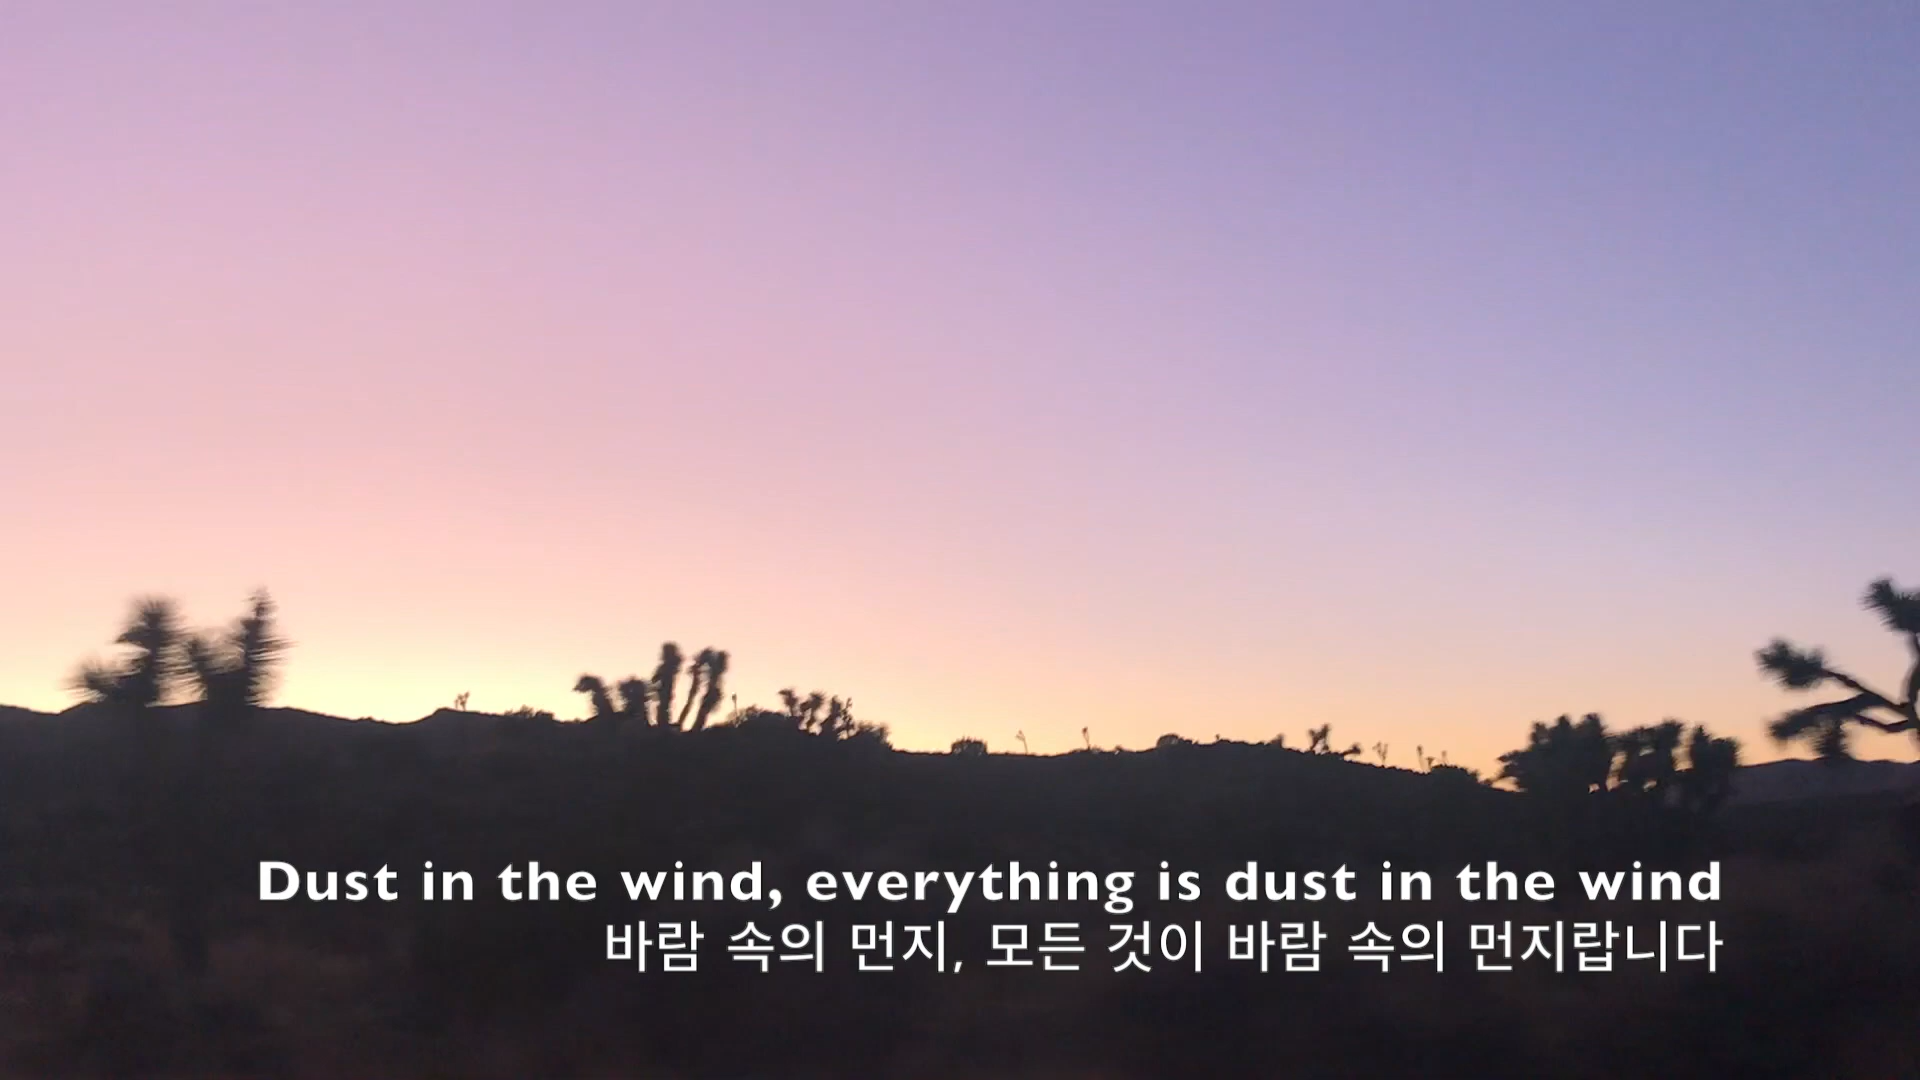 Dust in the wind, everything is dust in the wind
바람 속의 먼지, 모든 것이 바람 속의 먼지랍니다